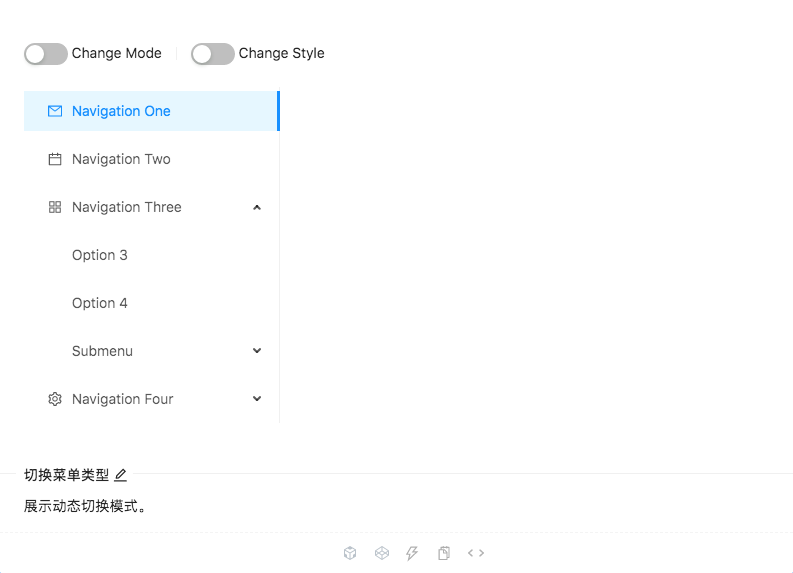 Change Mode Change Style
Navigation One
Navigation Two
Navigation Three
Option 3
Option 4
Submenu
Navigation Four
切换菜单类型
展示动态切换模式。